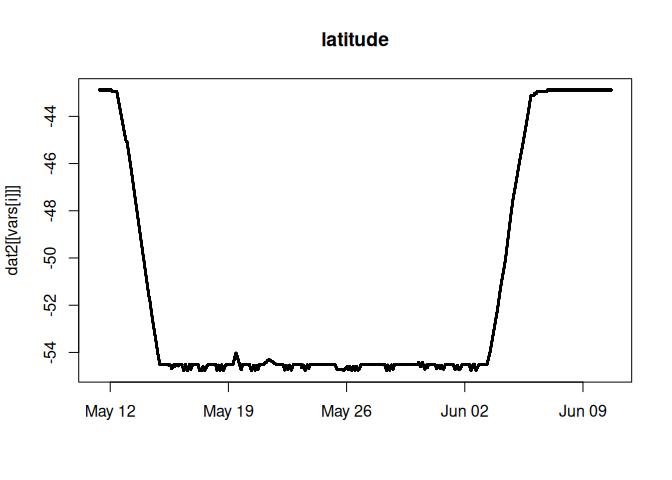 latitude
dat2[[vars[i]]]
-44
-46
-48
-50
-52
-54
May 12
May 19
May 26
Jun 02
Jun 09